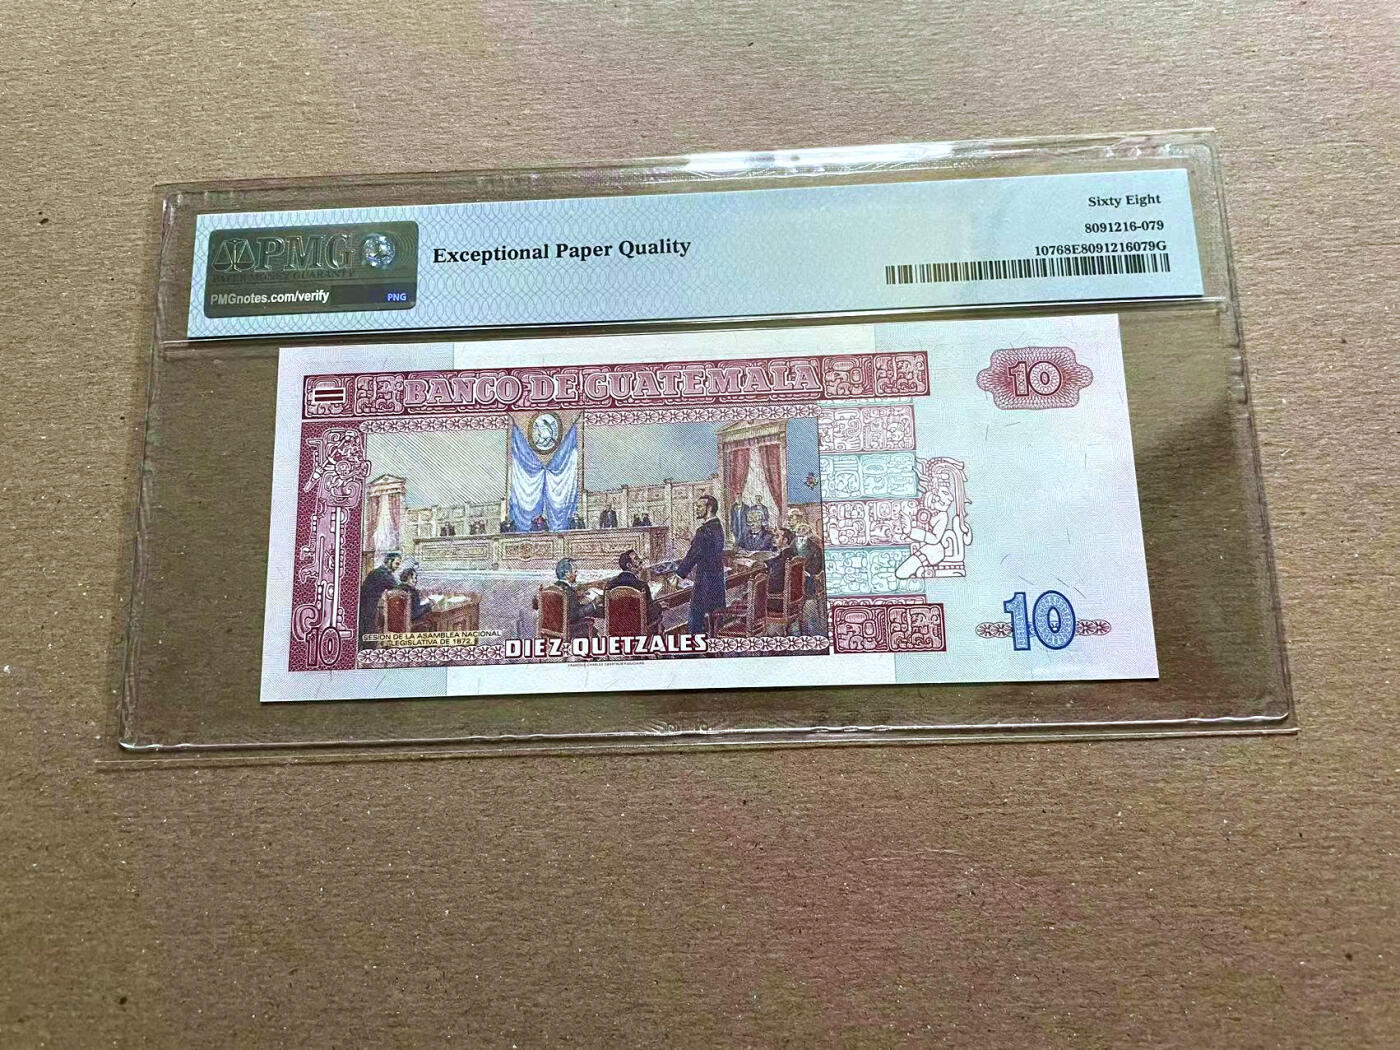 Sixty Eight
8091216-079
10768E8091216079G
PMG
PMGnotes.com/verify
PNG
Exceptional Paper Quality
BANCO DE GUATEMALA
10
SESION DE LA ASAMBLEA NACIONAL
LEGISLATIVA DE 1872
10
DIEZ QUETZALES
10